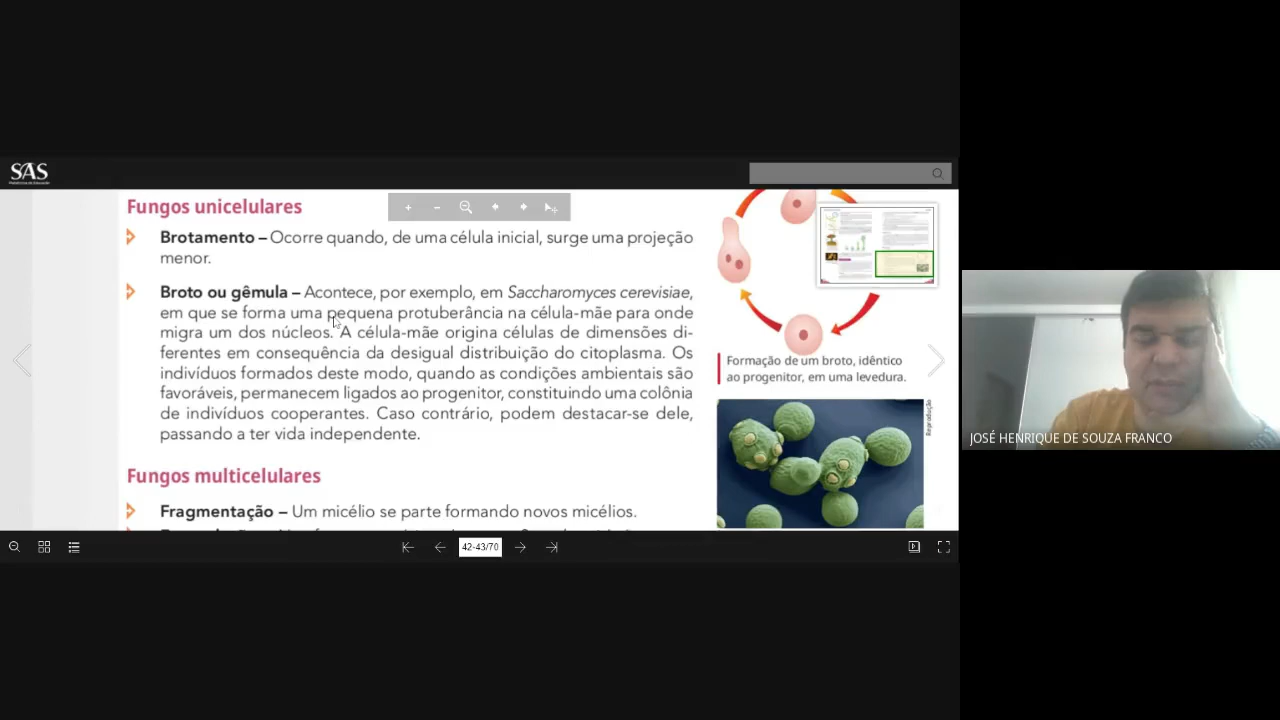 SAS
Fungos unicelulares
Brotamento – Ocorre quando, de uma célula inicial, surge uma projeção
menor.
Broto ou gêmula – Acontece, por exemplo, em Saccharomyces cerevisiae,
em que se forma uma pequena protuberância na célula-mãe para onde
migra um dos núcleos. A célula-mãe origina células de dimensões di-
ferentes em consequência da desigual distribuição do citoplasma. Os
indivíduos formados deste modo, quando as condições ambientais são
favoráveis, permanecem ligados ao progenitor, constituindo uma colônia
de indivíduos cooperantes. Caso contrário, podem destacar-se dele,
passando a ter vida independente.
Fungos multicelulares
Fragmentação – Um micélio se parte formando novos micélios.
Formação de um broto, idêntico
ao progenitor, em uma levedura.
Reprodução
42-43/70
JOSÉ HENRIQUE DE SOUZA FRANCO